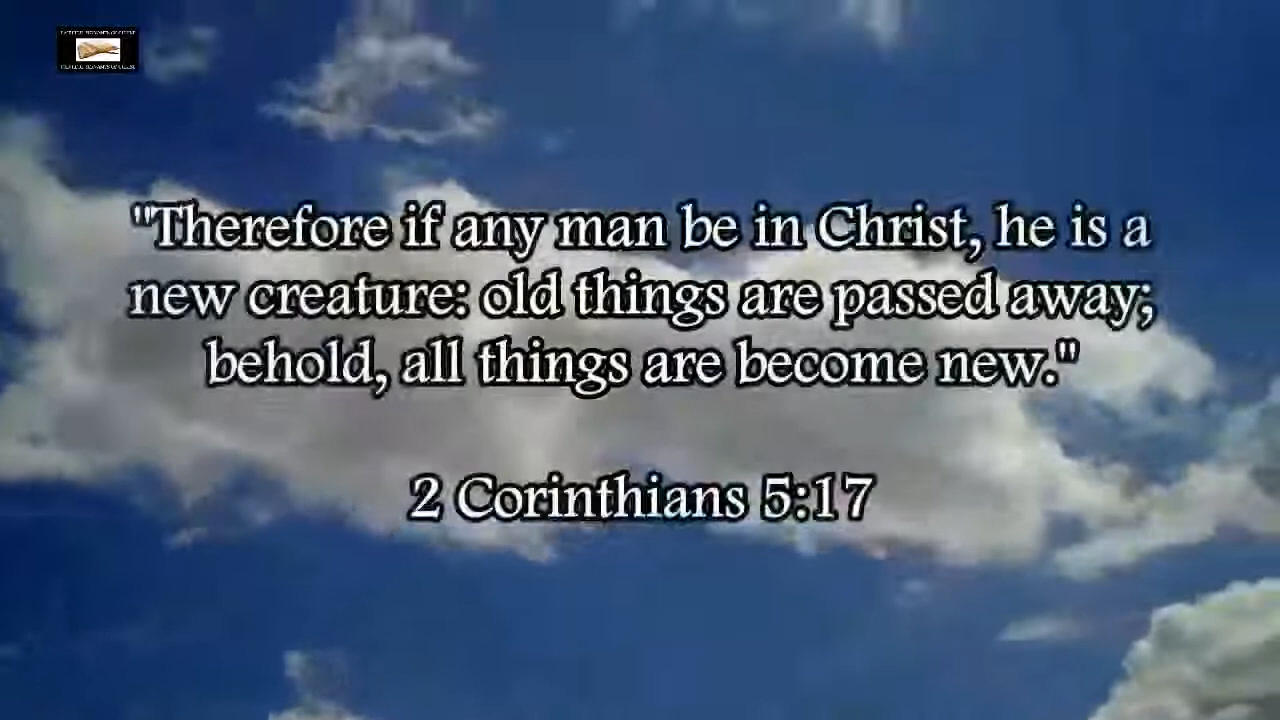 "Therefore if any man be in Christ, he is a
new creature: old things are passed away;
behold, all things are become new."
2 Corinthians 5:17